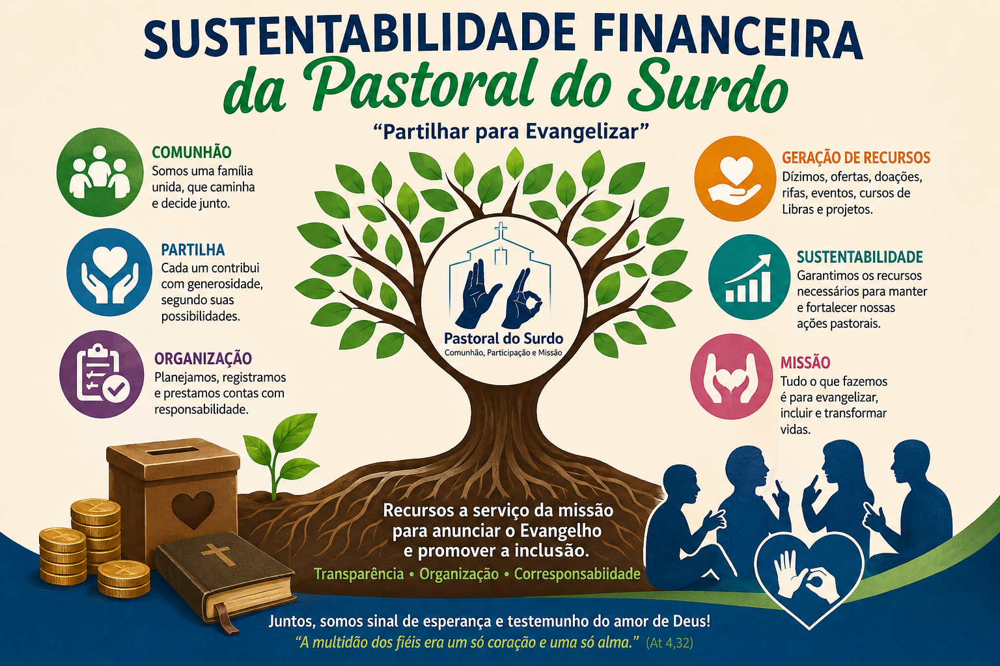 SUSTENTABILIDADE FINANCEIRA
da Pastoral do Surdo
“Partilhar para Evangelizar”
COMUNHÃO
Somos uma família
unida, que caminha
e decide junto.
PARTILHA
Cada um contribui
com generosidade,
segundo suas
possibilidades.
ORGANIZAÇÃO
Planejamos, registramos
e prestamos contas com
responsabilidade.
Pastoral do Surdo
Comunhão, Participação e Missão
GERAÇÃO DE RECURSOS
Dízimos, ofertas, doações,
rifas, eventos, cursos de
Libras e projetos.
SUSTENTABILIDADE
Garantimos os recursos
necessários para manter
e fortalecer nossas
ações pastorais.
MISSÃO
Tudo o que fazemos
é para evangelizar,
incluir e transformar
vidas.
Recursos a serviço da missão
para anunciar o Evangelho
e promover a inclusão.
Transparência • Organização • Corresponsabiidade
Juntos, somos sinal de esperança e testemunho do amor de Deus!
“A multidão dos fiéis era um só coração e uma só alma.” (At 4,32)